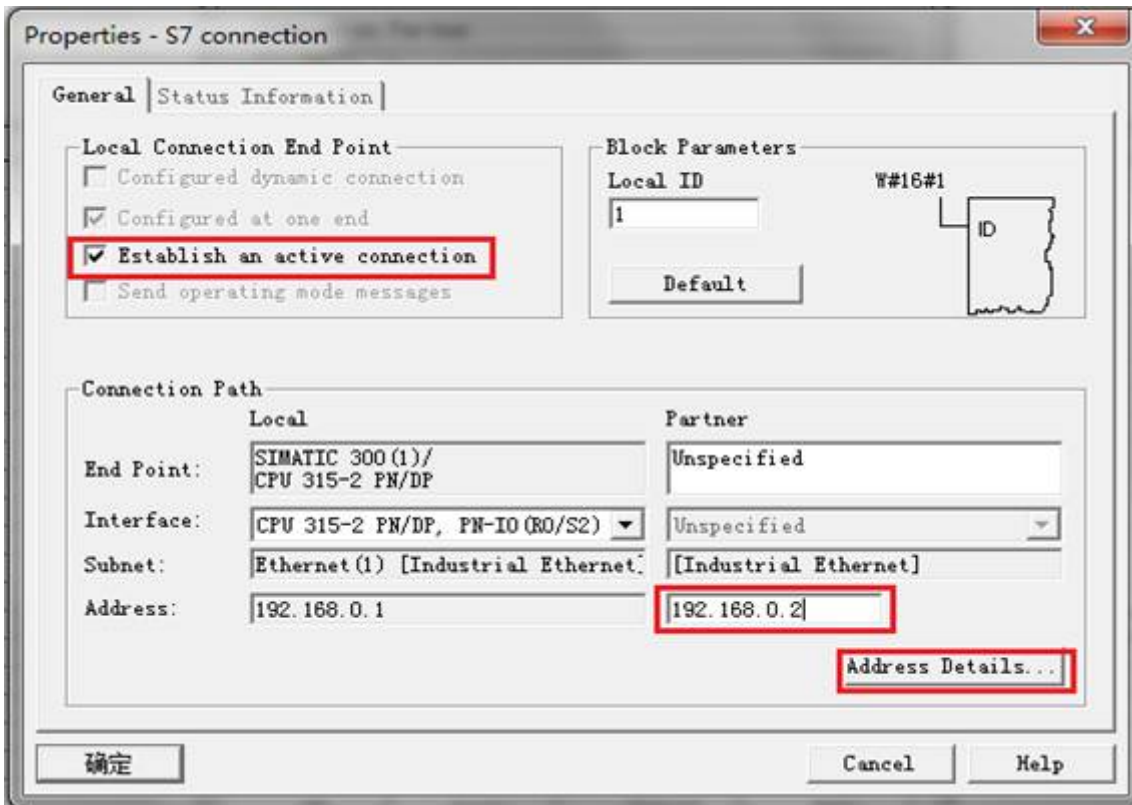 Properties - S7 connection
General Status Information
Local Connection End Point
Configured dynamic connection
Configured at one end
Establish an active connection
Send operating mode messages
Block Parameters
Local ID W#16#1
1
ID
Default
Connection Path
Local Partner
End Point: SIMATIC 300(1)/
CPU 315-2 PN/DP
Unspecified
Interface: CPU 315-2 PN/DP, PN-IO(R0/S2) Unspecified
Subnet: Ethernet(1) [Industrial Ethernet] [Industrial Ethernet]
Address: 192.168.0.1 192.168.0.2
Address Details...
确定 Cancel Help